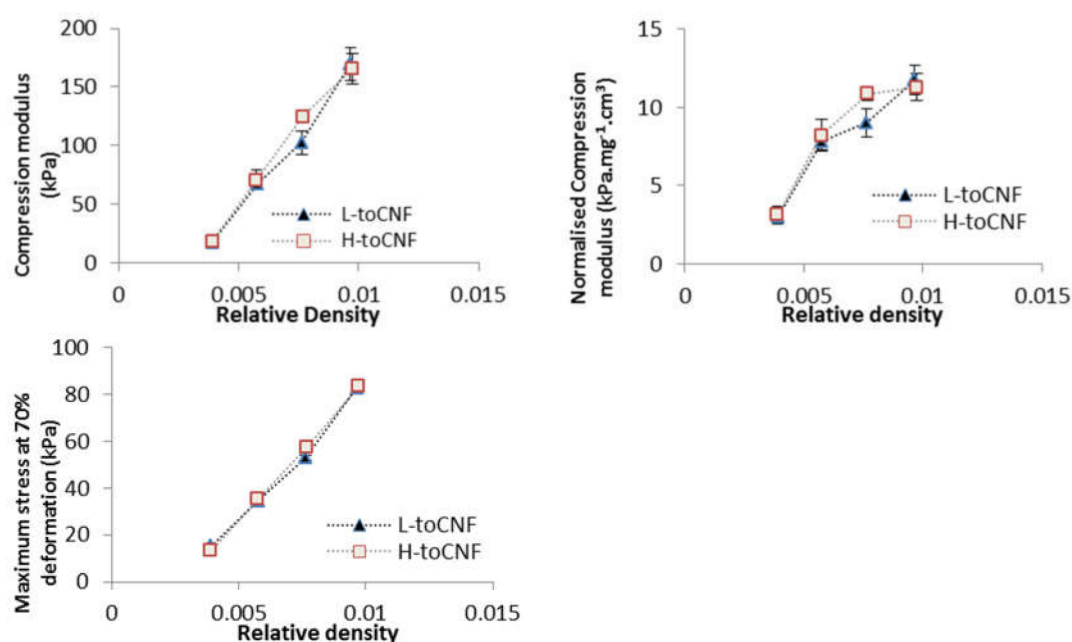 200
150
100
50
0
Compression modulus
(kPa)
L-toCNF
H-toCNF
0 0.005 0.01 0.015
Relative Density
15
10
5
0
Normalised Compression
modulus (kPa.mg⁻¹.cm³)
L-toCNF
H-toCNF
0 0.005 0.01 0.015
Relative density
100
80
60
40
20
0
Maximum stress at 70%
deformation (kPa)
L-toCNF
H-toCNF
0 0.005 0.01 0.015
Relative density